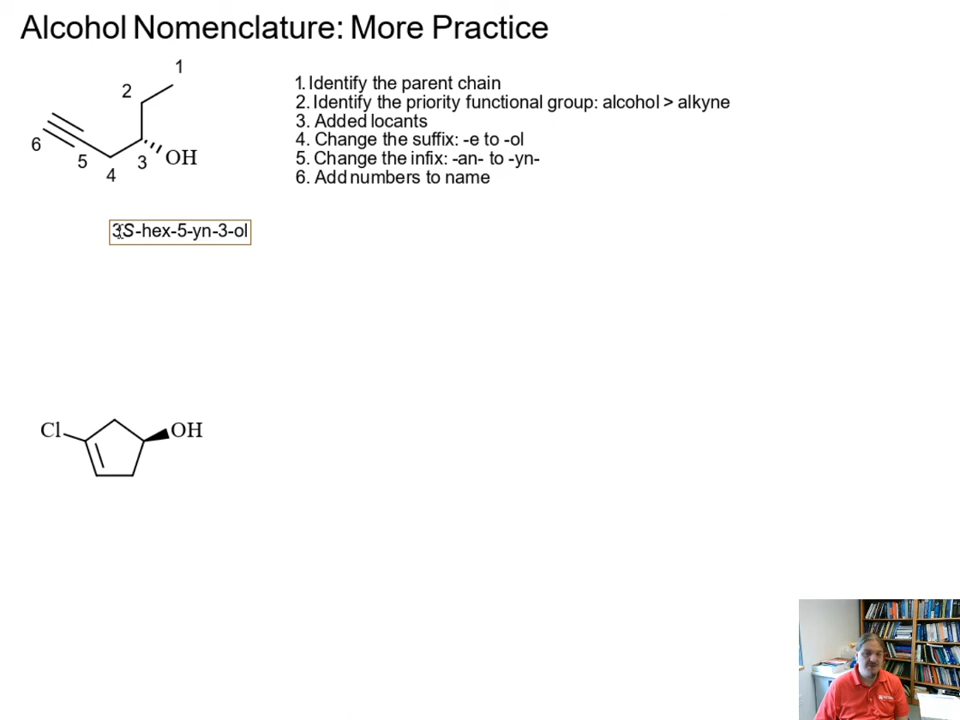 Alcohol Nomenclature: More Practice
1
2
6
5
4
3
OH
1. Identify the parent chain
2. Identify the priority functional group: alcohol > alkyne
3. Added locants
4. Change the suffix: -e to -ol
5. Change the infix: -an- to -yn-
6. Add numbers to name
3S-hex-5-yn-3-ol
Cl
OH